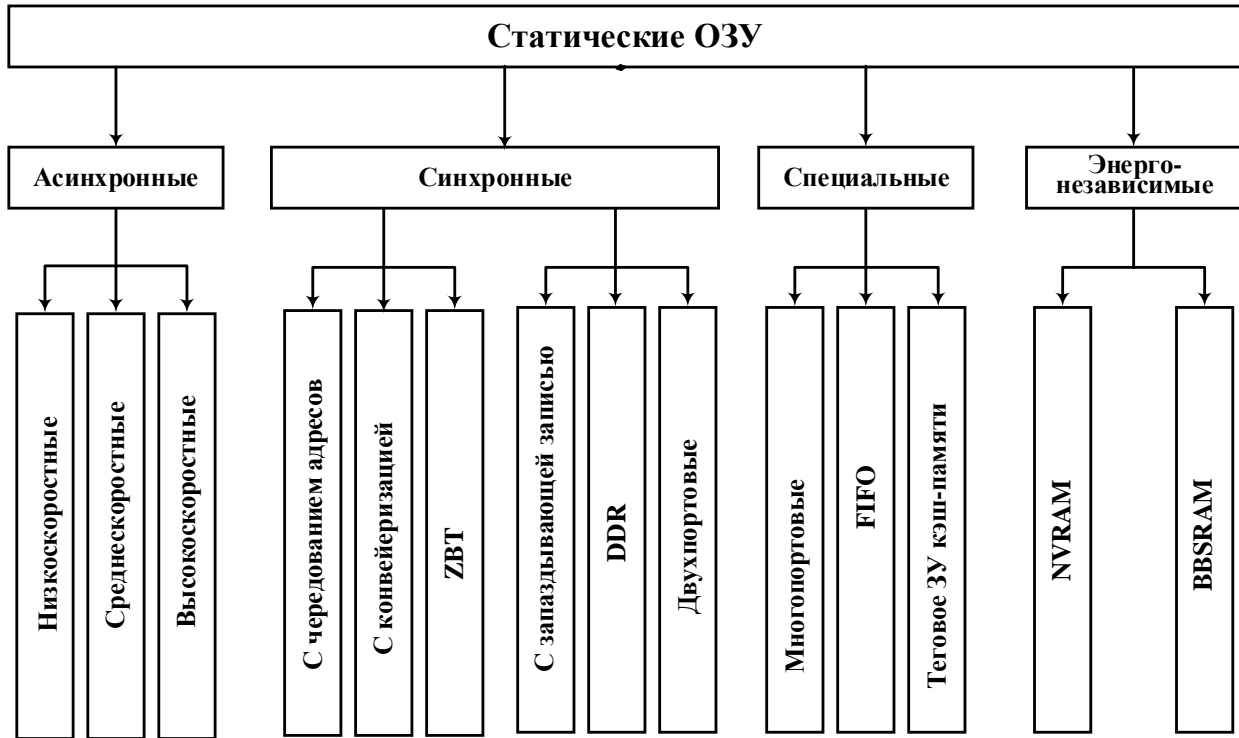 Статические ОЗУ
Асинхронные
Синхронные
Специальные
Энерго-
независимые
Низкоскоростные
Среднескоростные
Высокоскоростные
С чередованием адресов
С конвейеризацией
ZBT
С запаздывающей записью
DDR
Двухпортовые
Многопортовые
FIFO
Теговое ЗУ кэш-памяти
NVRAM
BBSRAM